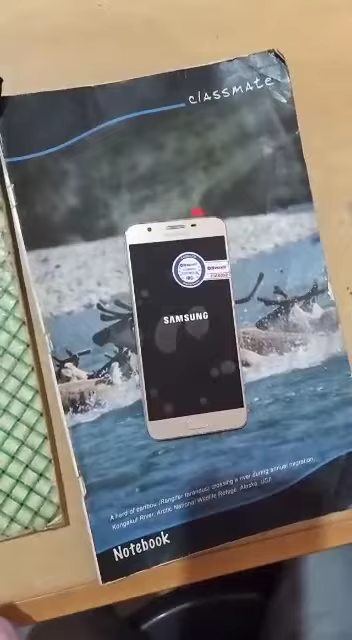 classmate
SAMSUNG
A herd of caribou (Rangifer tarandus) crossing a river during annual migration,
Kongakut River, Arctic National Wildlife Refuge, Alaska, USA
Notebook